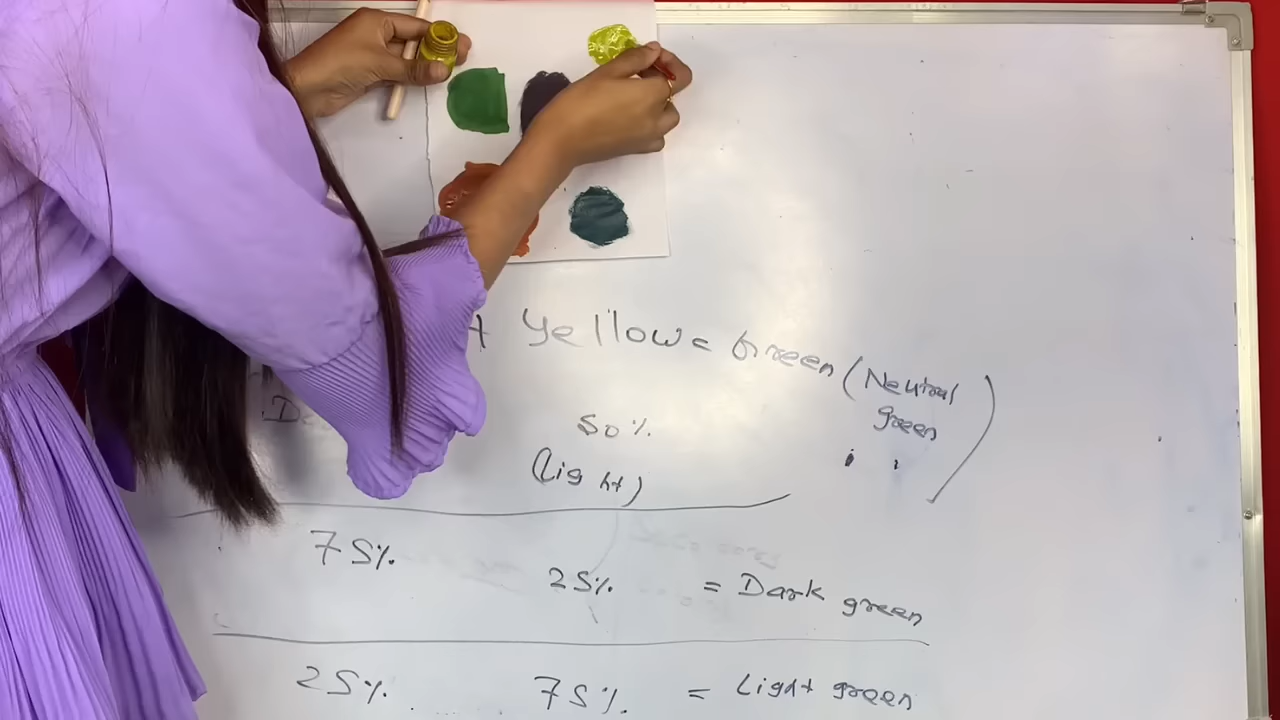 + Yellow = Green (Neutral
green
50%.
(Light)
75%.
25%. = Dark green
25%. 75%. = Light green